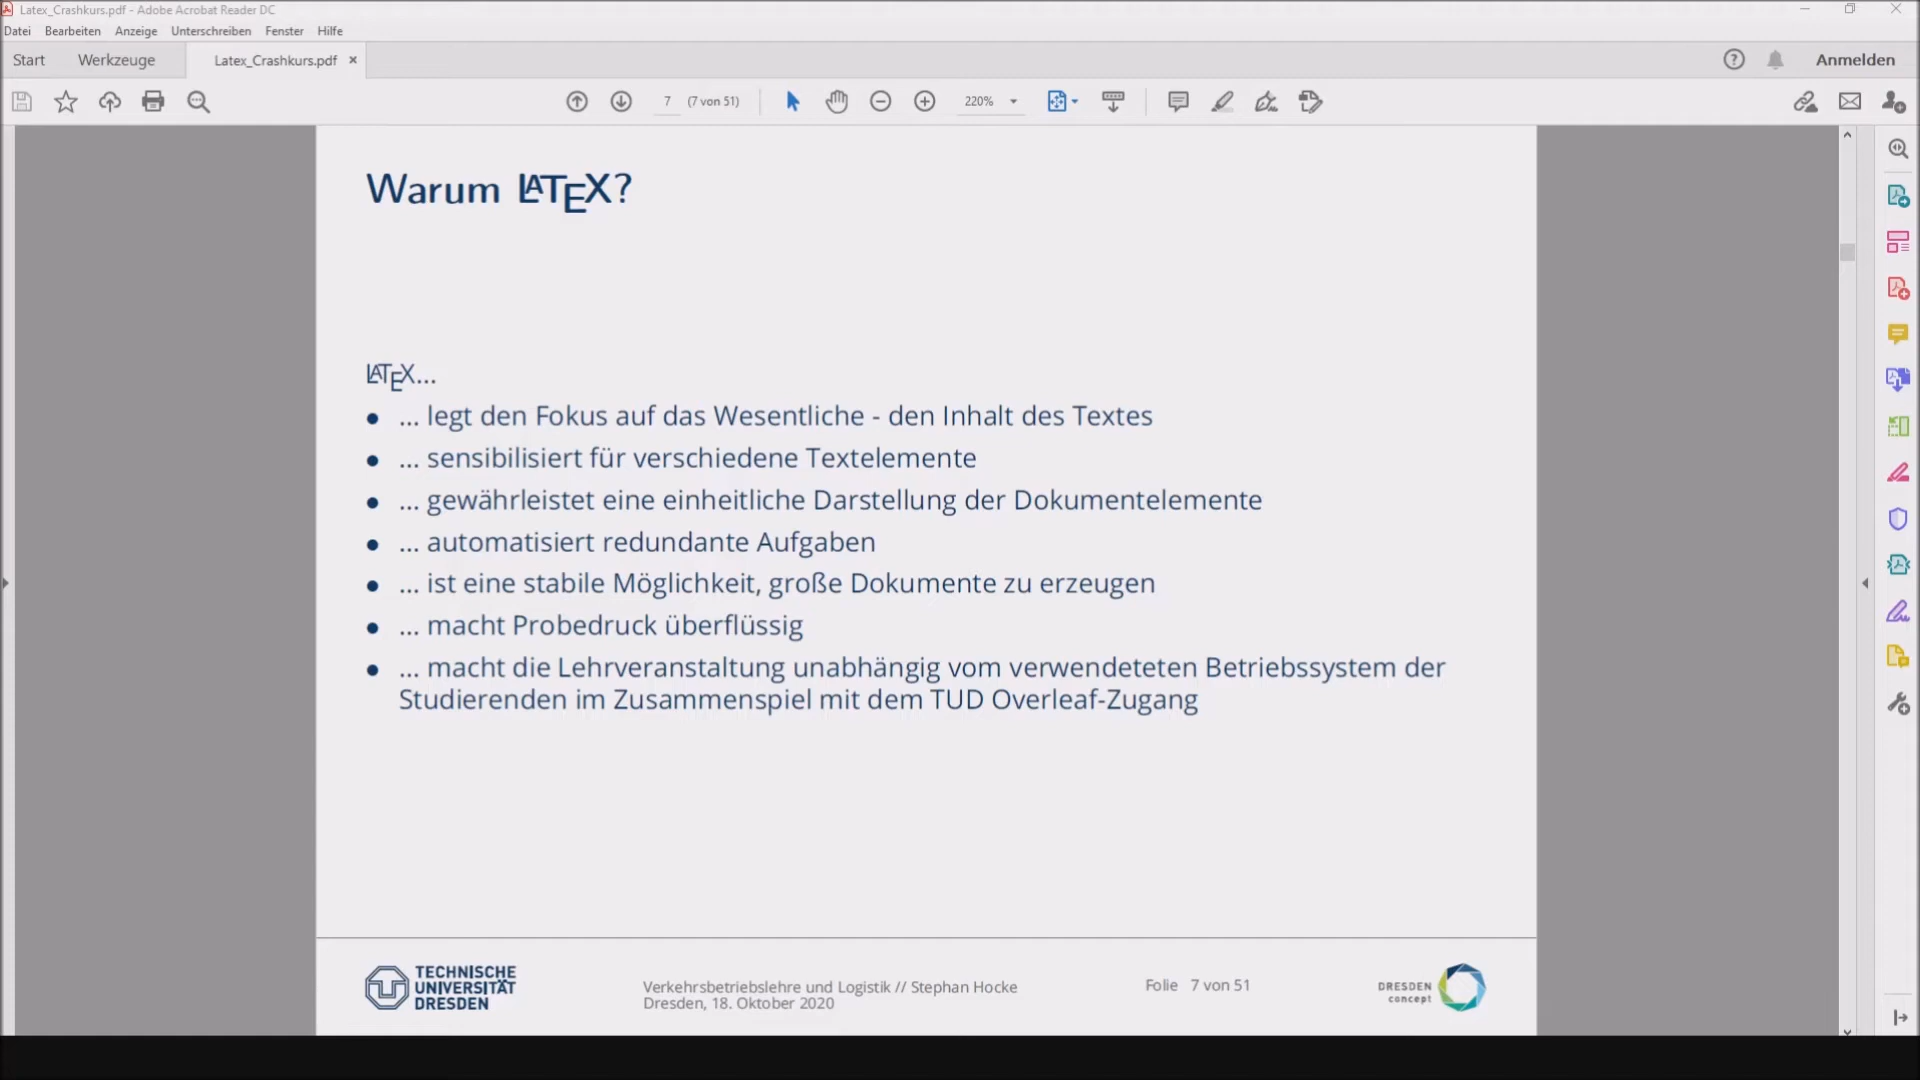 Latex_Crashkurs.pdf - Adobe Acrobat Reader DC
Datei Bearbeiten Anzeige Unterschreiben Fenster Hilfe
Start Werkzeuge Latex_Crashkurs.pdf × Anmelden
7 (7 von 51) 220%
Warum LATEX?
LATEX...
• ... legt den Fokus auf das Wesentliche - den Inhalt des Textes
• ... sensibilisiert für verschiedene Textelemente
• ... gewährleistet eine einheitliche Darstellung der Dokumentelemente
• ... automatisiert redundante Aufgaben
• ... ist eine stabile Möglichkeit, große Dokumente zu erzeugen
• ... macht Probedruck überflüssig
• ... macht die Lehrveranstaltung unabhängig vom verwendeteten Betriebssystem der
Studierenden im Zusammenspiel mit dem TUD Overleaf-Zugang
TECHNISCHE
UNIVERSITÄT
DRESDEN
Verkehrsbetriebslehre und Logistik // Stephan Hocke
Dresden, 18. Oktober 2020
Folie 7 von 51
DRESDEN
concept